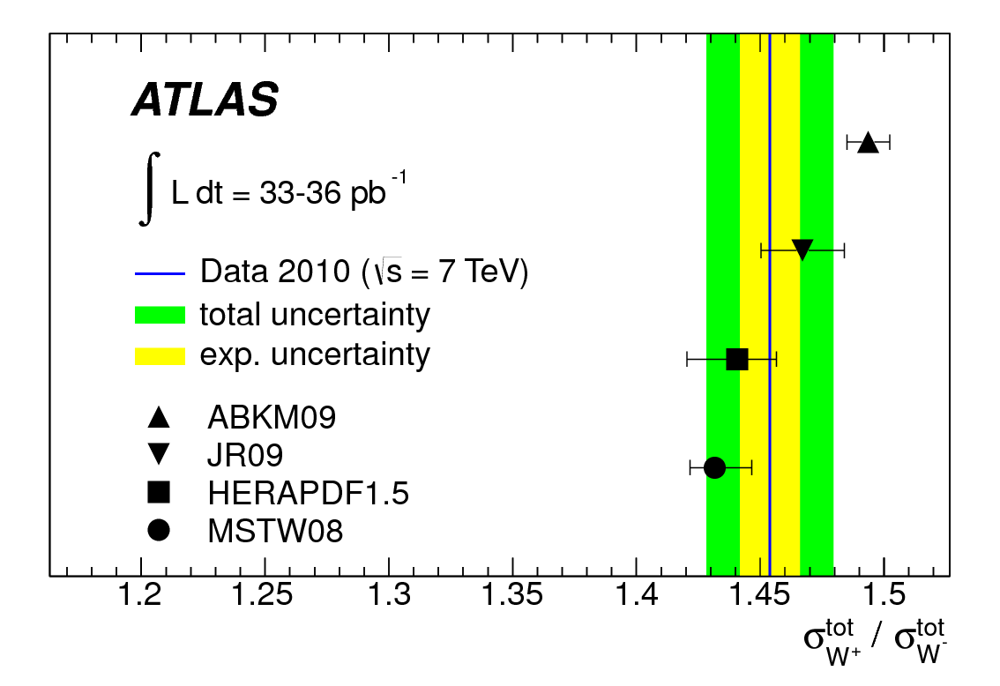 ATLAS
∫ L dt = 33-36 pb⁻¹
Data 2010 (√s = 7 TeV)
total uncertainty
exp. uncertainty
ABKM09
JR09
HERAPDF1.5
MSTW08
1.2 1.25 1.3 1.35 1.4 1.45 1.5
σ^tot_W⁺ / σ^tot_W⁻